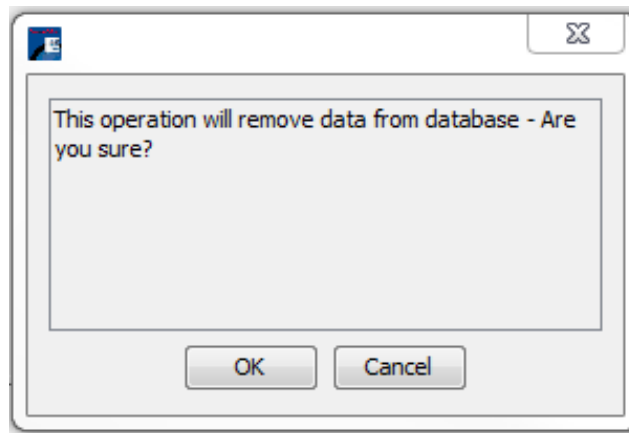 This operation will remove data from database - Are
you sure?
OK
Cancel